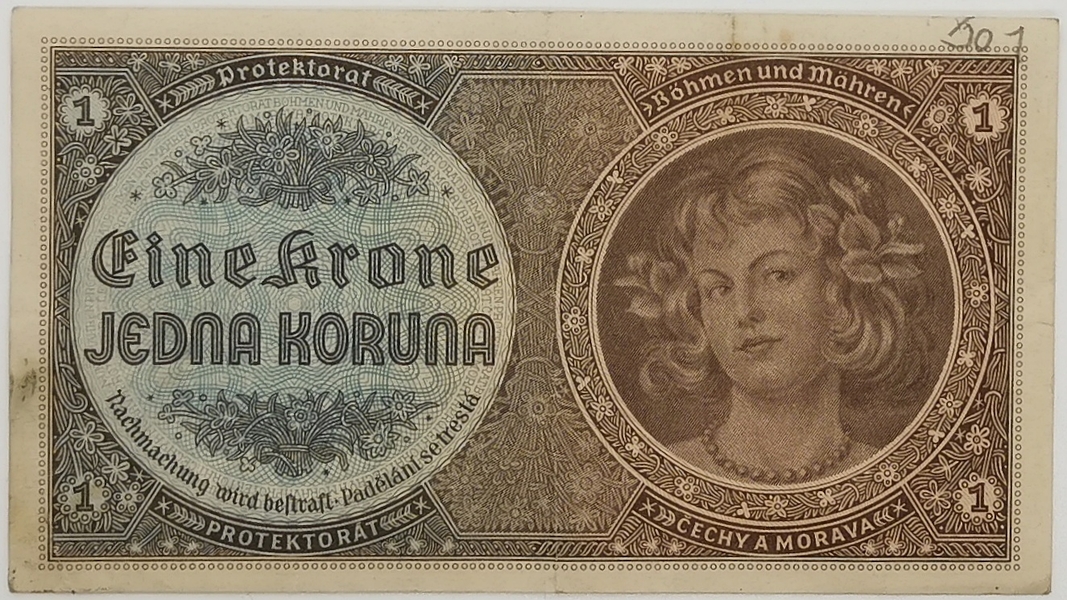 Protektorat
Böhmen und Mähren
1
1
Eine Krone
JEDNA KORUNA
Nachmachung wird bestraft · Padělání se trestá
1
1
PROTEKTORÁT
ČECHY A MORAVA